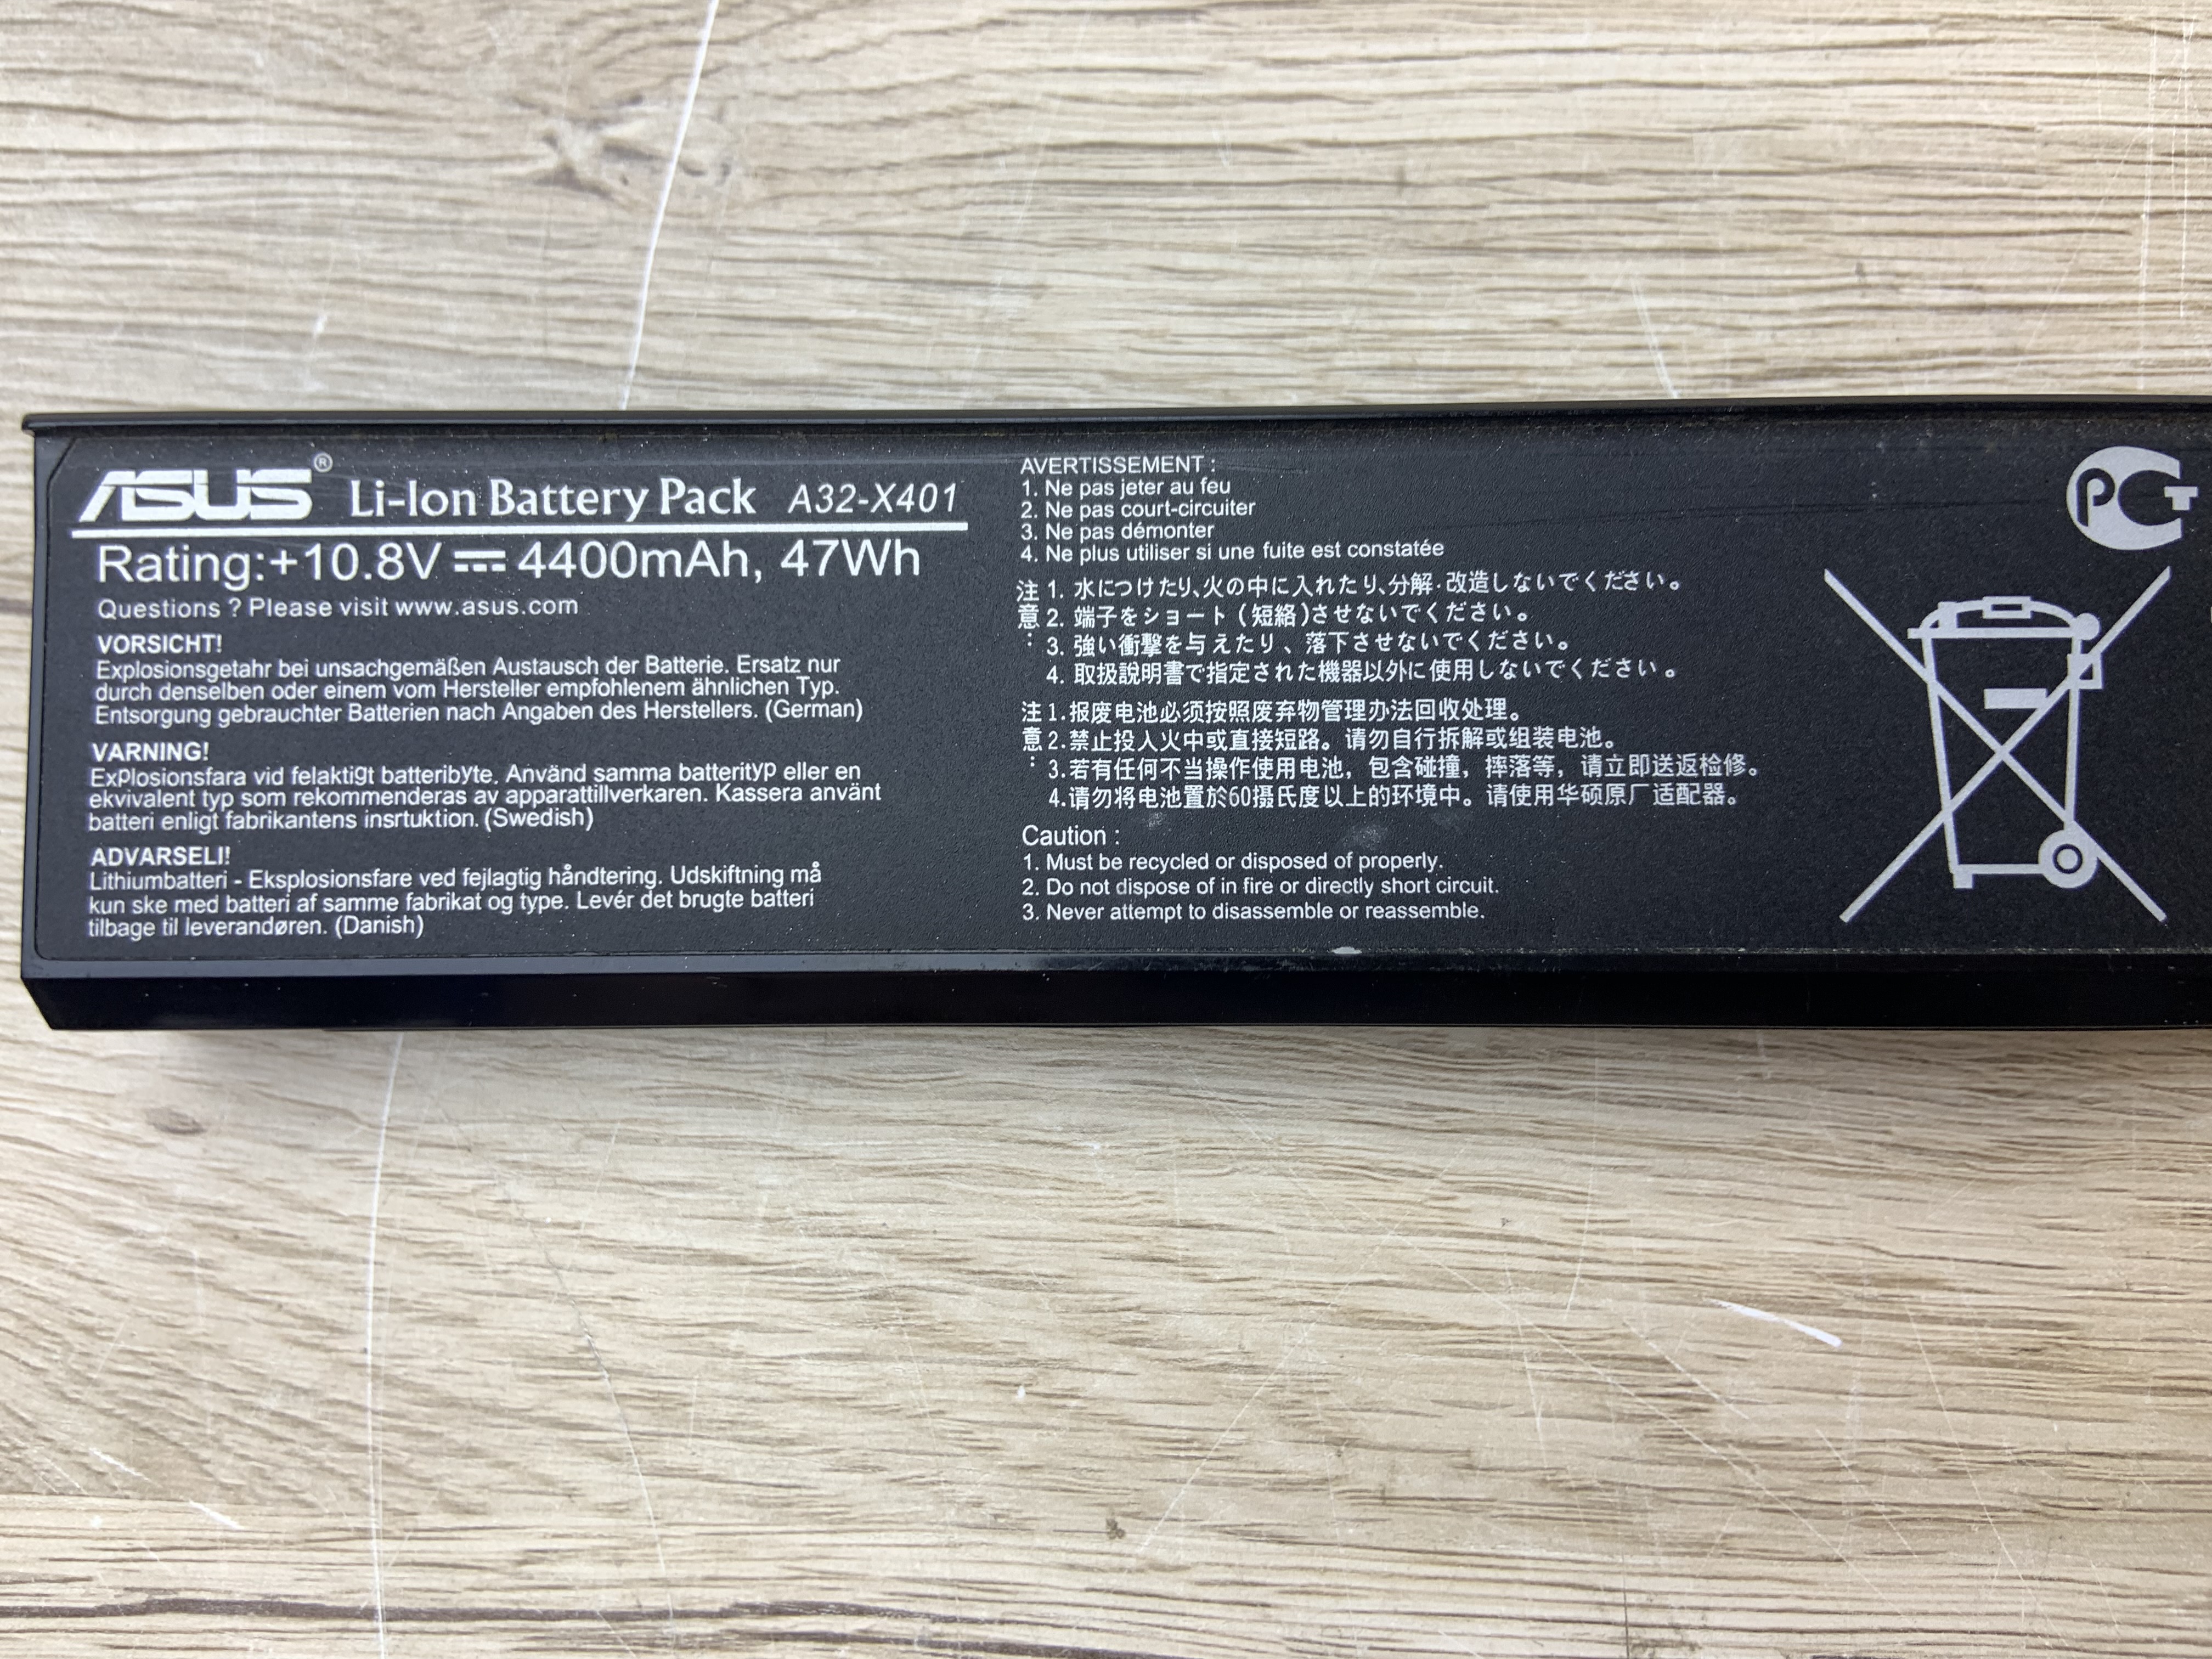 ASUS® Li-Ion Battery Pack A32-X401
Rating:+10.8V ⎓ 4400mAh, 47Wh
Questions ? Please visit www.asus.com
VORSICHT!
Explosionsgetahr bei unsachgemäßen Austausch der Batterie. Ersatz nur
durch denselben oder einem vom Hersteller empfohlenem ähnlichen Typ.
Entsorgung gebrauchter Batterien nach Angaben des Herstellers. (German)
VARNING!
Explosionsfara vid felaktigt batteribyte. Använd samma batterityp eller en
ekvivalent typ som rekommenderas av apparattillverkaren. Kassera använt
batteri enligt fabrikantens insrtuktion. (Swedish)
ADVARSELI!
Lithiumbatteri - Eksplosionsfare ved fejlagtig håndtering. Udskiftning må
kun ske med batteri af samme fabrikat og type. Levér det brugte batteri
tilbage til leverandøren. (Danish)
AVERTISSEMENT :
1. Ne pas jeter au feu
2. Ne pas court-circuiter
3. Ne pas démonter
4. Ne plus utiliser si une fuite est constatée
注意:
1. 水につけたり、火の中に入れたり、分解·改造しないでください。
2. 端子をショート(短絡)させないでください。
3. 強い衝撃を与えたり、落下させないでください。
4. 取扱說明書で指定された機器以外に使用しないでください。
注意:
1.报废电池必须按照废弃物管理办法回收处理。
2.禁止投入火中或直接短路。请勿自行拆解或组装电池。
3.若有任何不当操作使用电池，包含碰撞，摔落等，请立即送返检修。
4.请勿将电池置於60摄氏度以上的环境中。请使用华硕原厂适配器。
Caution :
1. Must be recycled or disposed of properly.
2. Do not dispose of in fire or directly short circuit.
3. Never attempt to disassemble or reassemble.
PCT